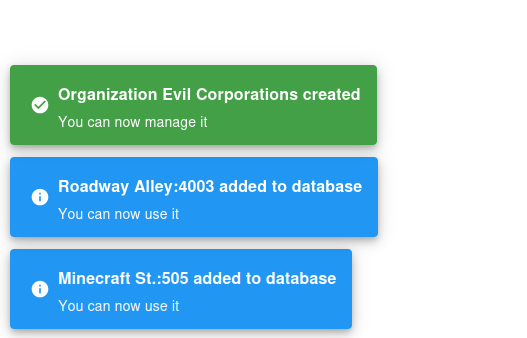 Organization Evil Corporations created
You can now manage it
Roadway Alley:4003 added to database
You can now use it
Minecraft St.:505 added to database
You can now use it